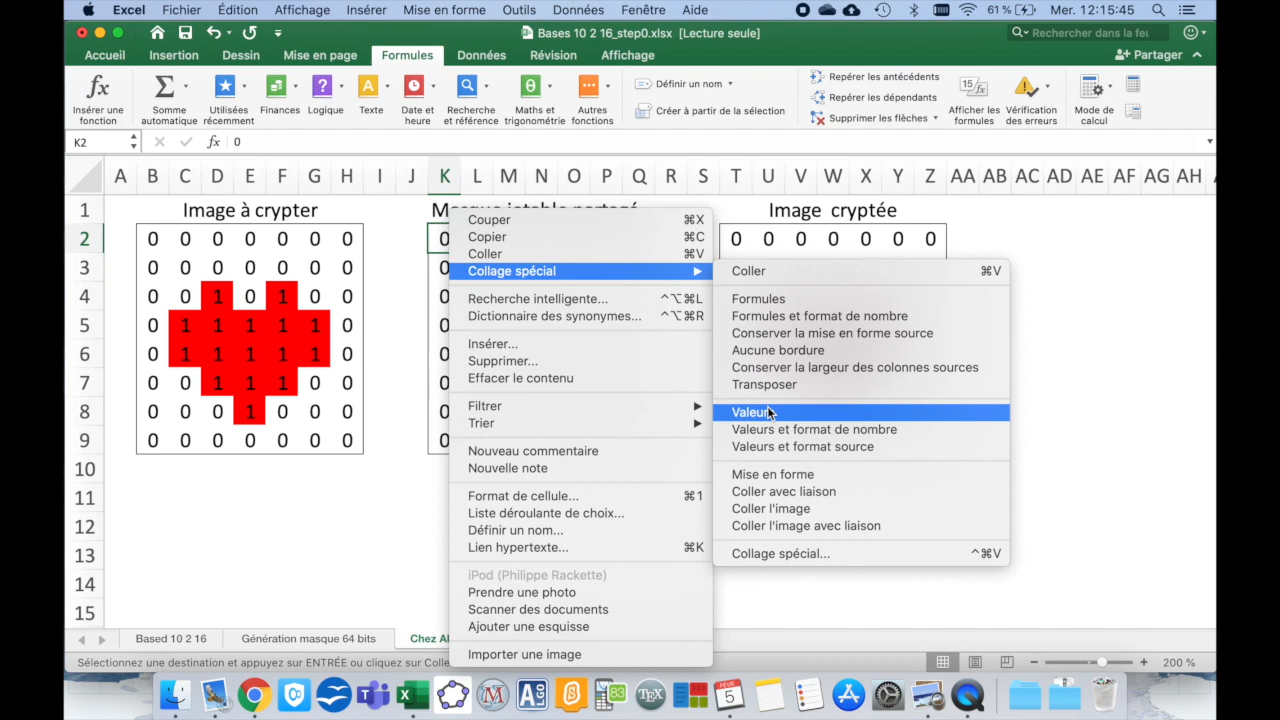 Excel Fichier Édition Affichage Insérer Mise en forme Outils Données Fenêtre Aide 61 % Mer. 12:15:45
Bases 10 2 16_step0.xlsx [Lecture seule]
Rechercher dans la feu
Accueil Insertion Dessin Mise en page Formules Données Révision Affichage Partager
Insérer une fonction
Somme automatique
Utilisées récemment
Finances
Logique
Texte
Date et heure
Recherche et référence
Maths et trigonométrie
Autres fonctions
Définir un nom
Créer à partir de la sélection
Repérer les antécédents
Repérer les dépendants
Supprimer les flèches
Afficher les formules
Vérification des erreurs
Mode de calcul
K2 fx 0
A B C D E F G H I J K L M N O P Q R S T U V W X Y Z AA AB AC AD AE AF AG AH
1 Image à crypter Image cryptée
2 0 0 0 0 0 0 0 0 0 0 0 0 0 0 0
3 0 0 0 0 0 0 0 0
4 0 0 1 0 1 0 0 0
5 0 1 1 1 1 1 0 0
6 0 1 1 1 1 1 0 0
7 0 0 1 1 1 0 0 0
8 0 0 0 1 0 0 0 0
9 0 0 0 0 0 0 0 0
10
11
12
13
14
15
Couper ⌘X
Copier ⌘C
Coller ⌘V
Collage spécial
Recherche intelligente... ^⌥⌘L
Dictionnaire des synonymes... ^⌥⌘R
Insérer...
Supprimer...
Effacer le contenu
Filtrer
Trier
Nouveau commentaire
Nouvelle note
Format de cellule... ⌘1
Liste déroulante de choix...
Définir un nom...
Lien hypertexte... ⌘K
iPod (Philippe Rackette)
Prendre une photo
Scanner des documents
Ajouter une esquisse
Importer une image
Coller ⌘V
Formules
Formules et format de nombre
Conserver la mise en forme source
Aucune bordure
Conserver la largeur des colonnes sources
Transposer
Valeurs
Valeurs et format de nombre
Valeurs et format source
Mise en forme
Coller avec liaison
Coller l'image
Coller l'image avec liaison
Collage spécial... ^⌘V
Based 10 2 16 Génération masque 64 bits Chez Al
Sélectionnez une destination et appuyez sur ENTRÉE ou cliquez sur Colle 200 %
FÉVR
5
83
TEX